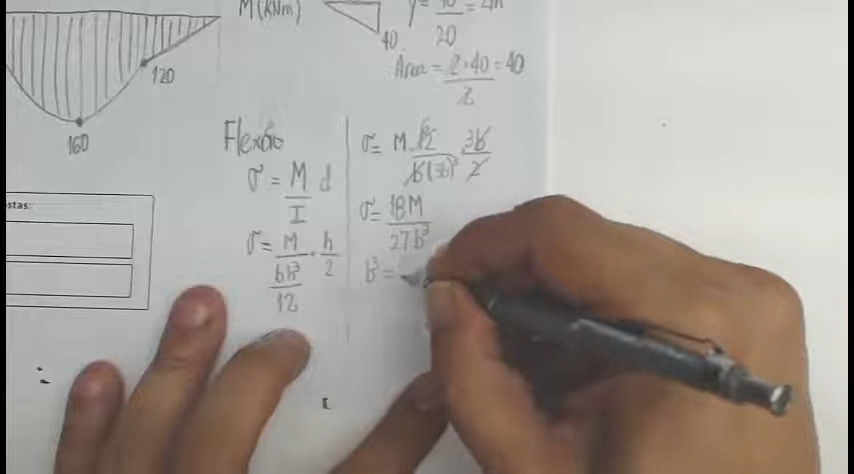 M(KNm)
40
20
= 2m
40
Area = 2·40 = 40
2
120
160
Flexão
σ = M d
I
σ = M · h
bh³ 2
12
σ = M 12 3b
b(3b)³ 2
σ = 18M
27b³
b³ =
stas: